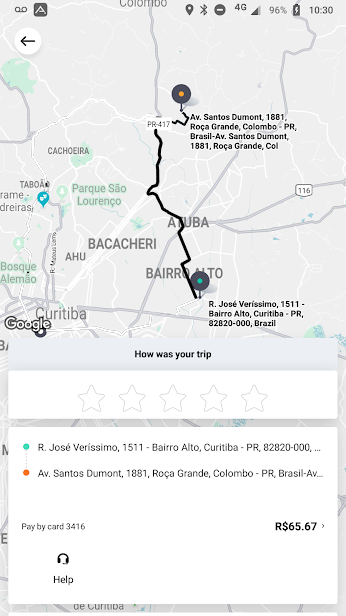 4G 96% 10:30
Colombo
Av. Santos Dumont, 1881,
Roça Grande, Colombo - PR,
Brasil-Av. Santos Dumont,
1881, Roça Grande, Col
PR-417
CACHOEIRA
TABOÃO
Parque São
Lourenço
116
ATUBA
BACACHERI
AHU
R. Mateus Leme
Bosque
Alemão
BAIRRO ALTO
R. José Veríssimo, 1511 -
Bairro Alto, Curitiba - PR,
82820-000, Brazil
Google
Curitiba
How was your trip
R. José Veríssimo, 1511 - Bairro Alto, Curitiba - PR, 82820-000, ...
Av. Santos Dumont, 1881, Roça Grande, Colombo - PR, Brasil-Av...
Pay by card 3416
R$65.67
Help
de Curitiba